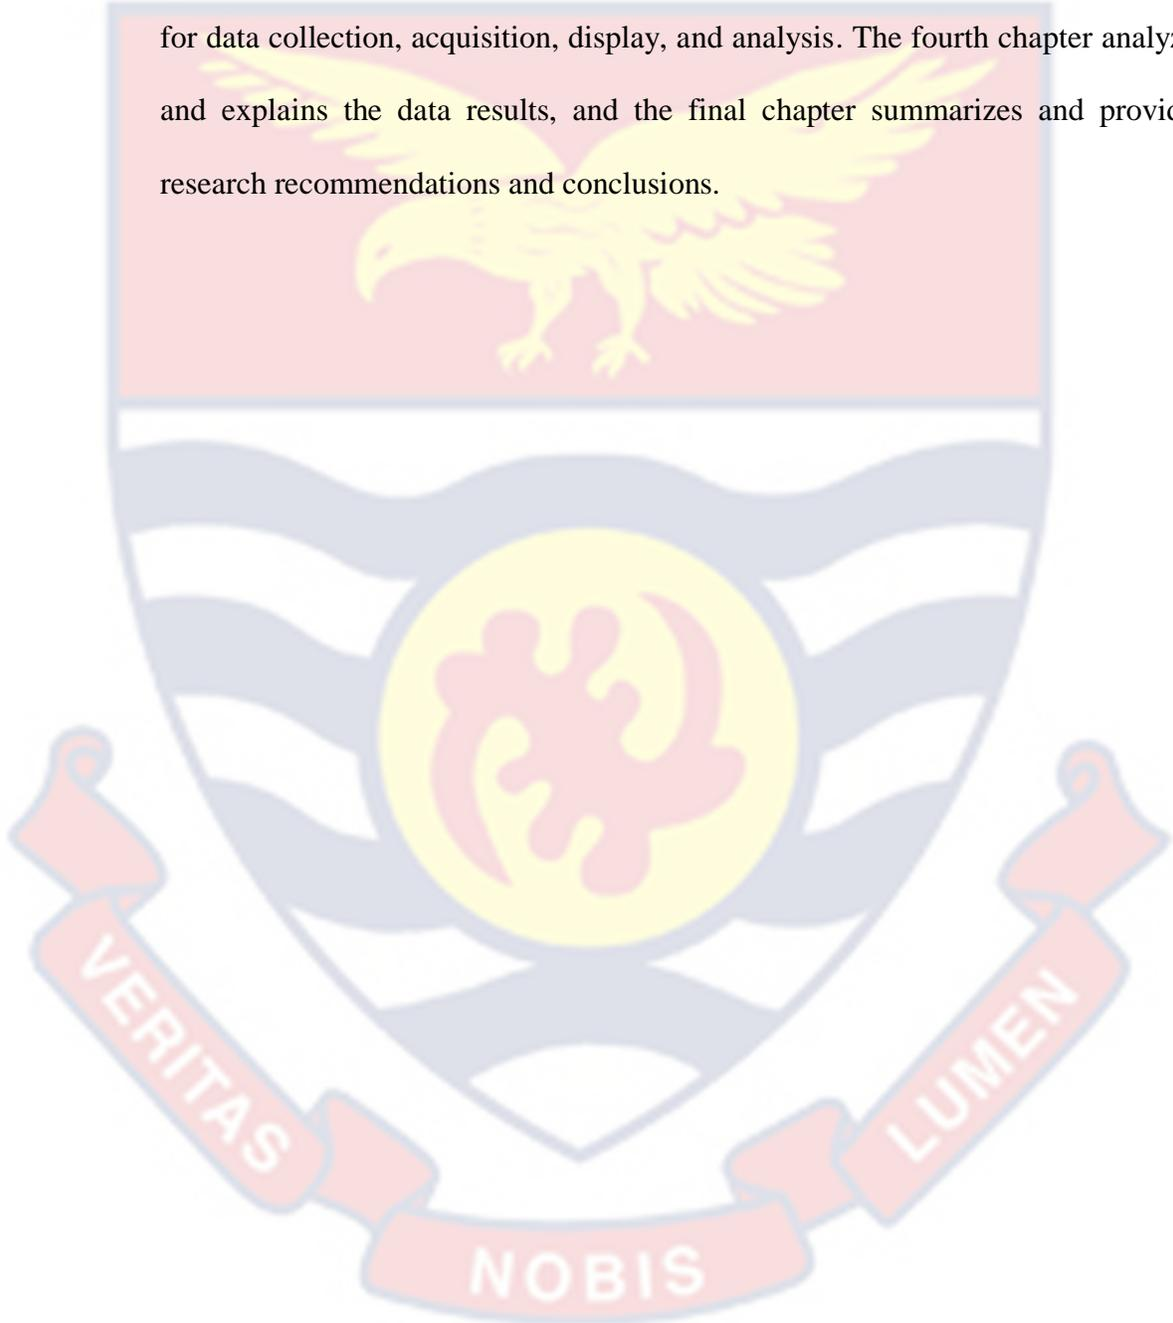 for data collection, acquisition, display, and analysis. The fourth chapter analyz
and explains the data results, and the final chapter summarizes and provid
research recommendations and conclusions.
VERITAS
NOBIS
LUMEN